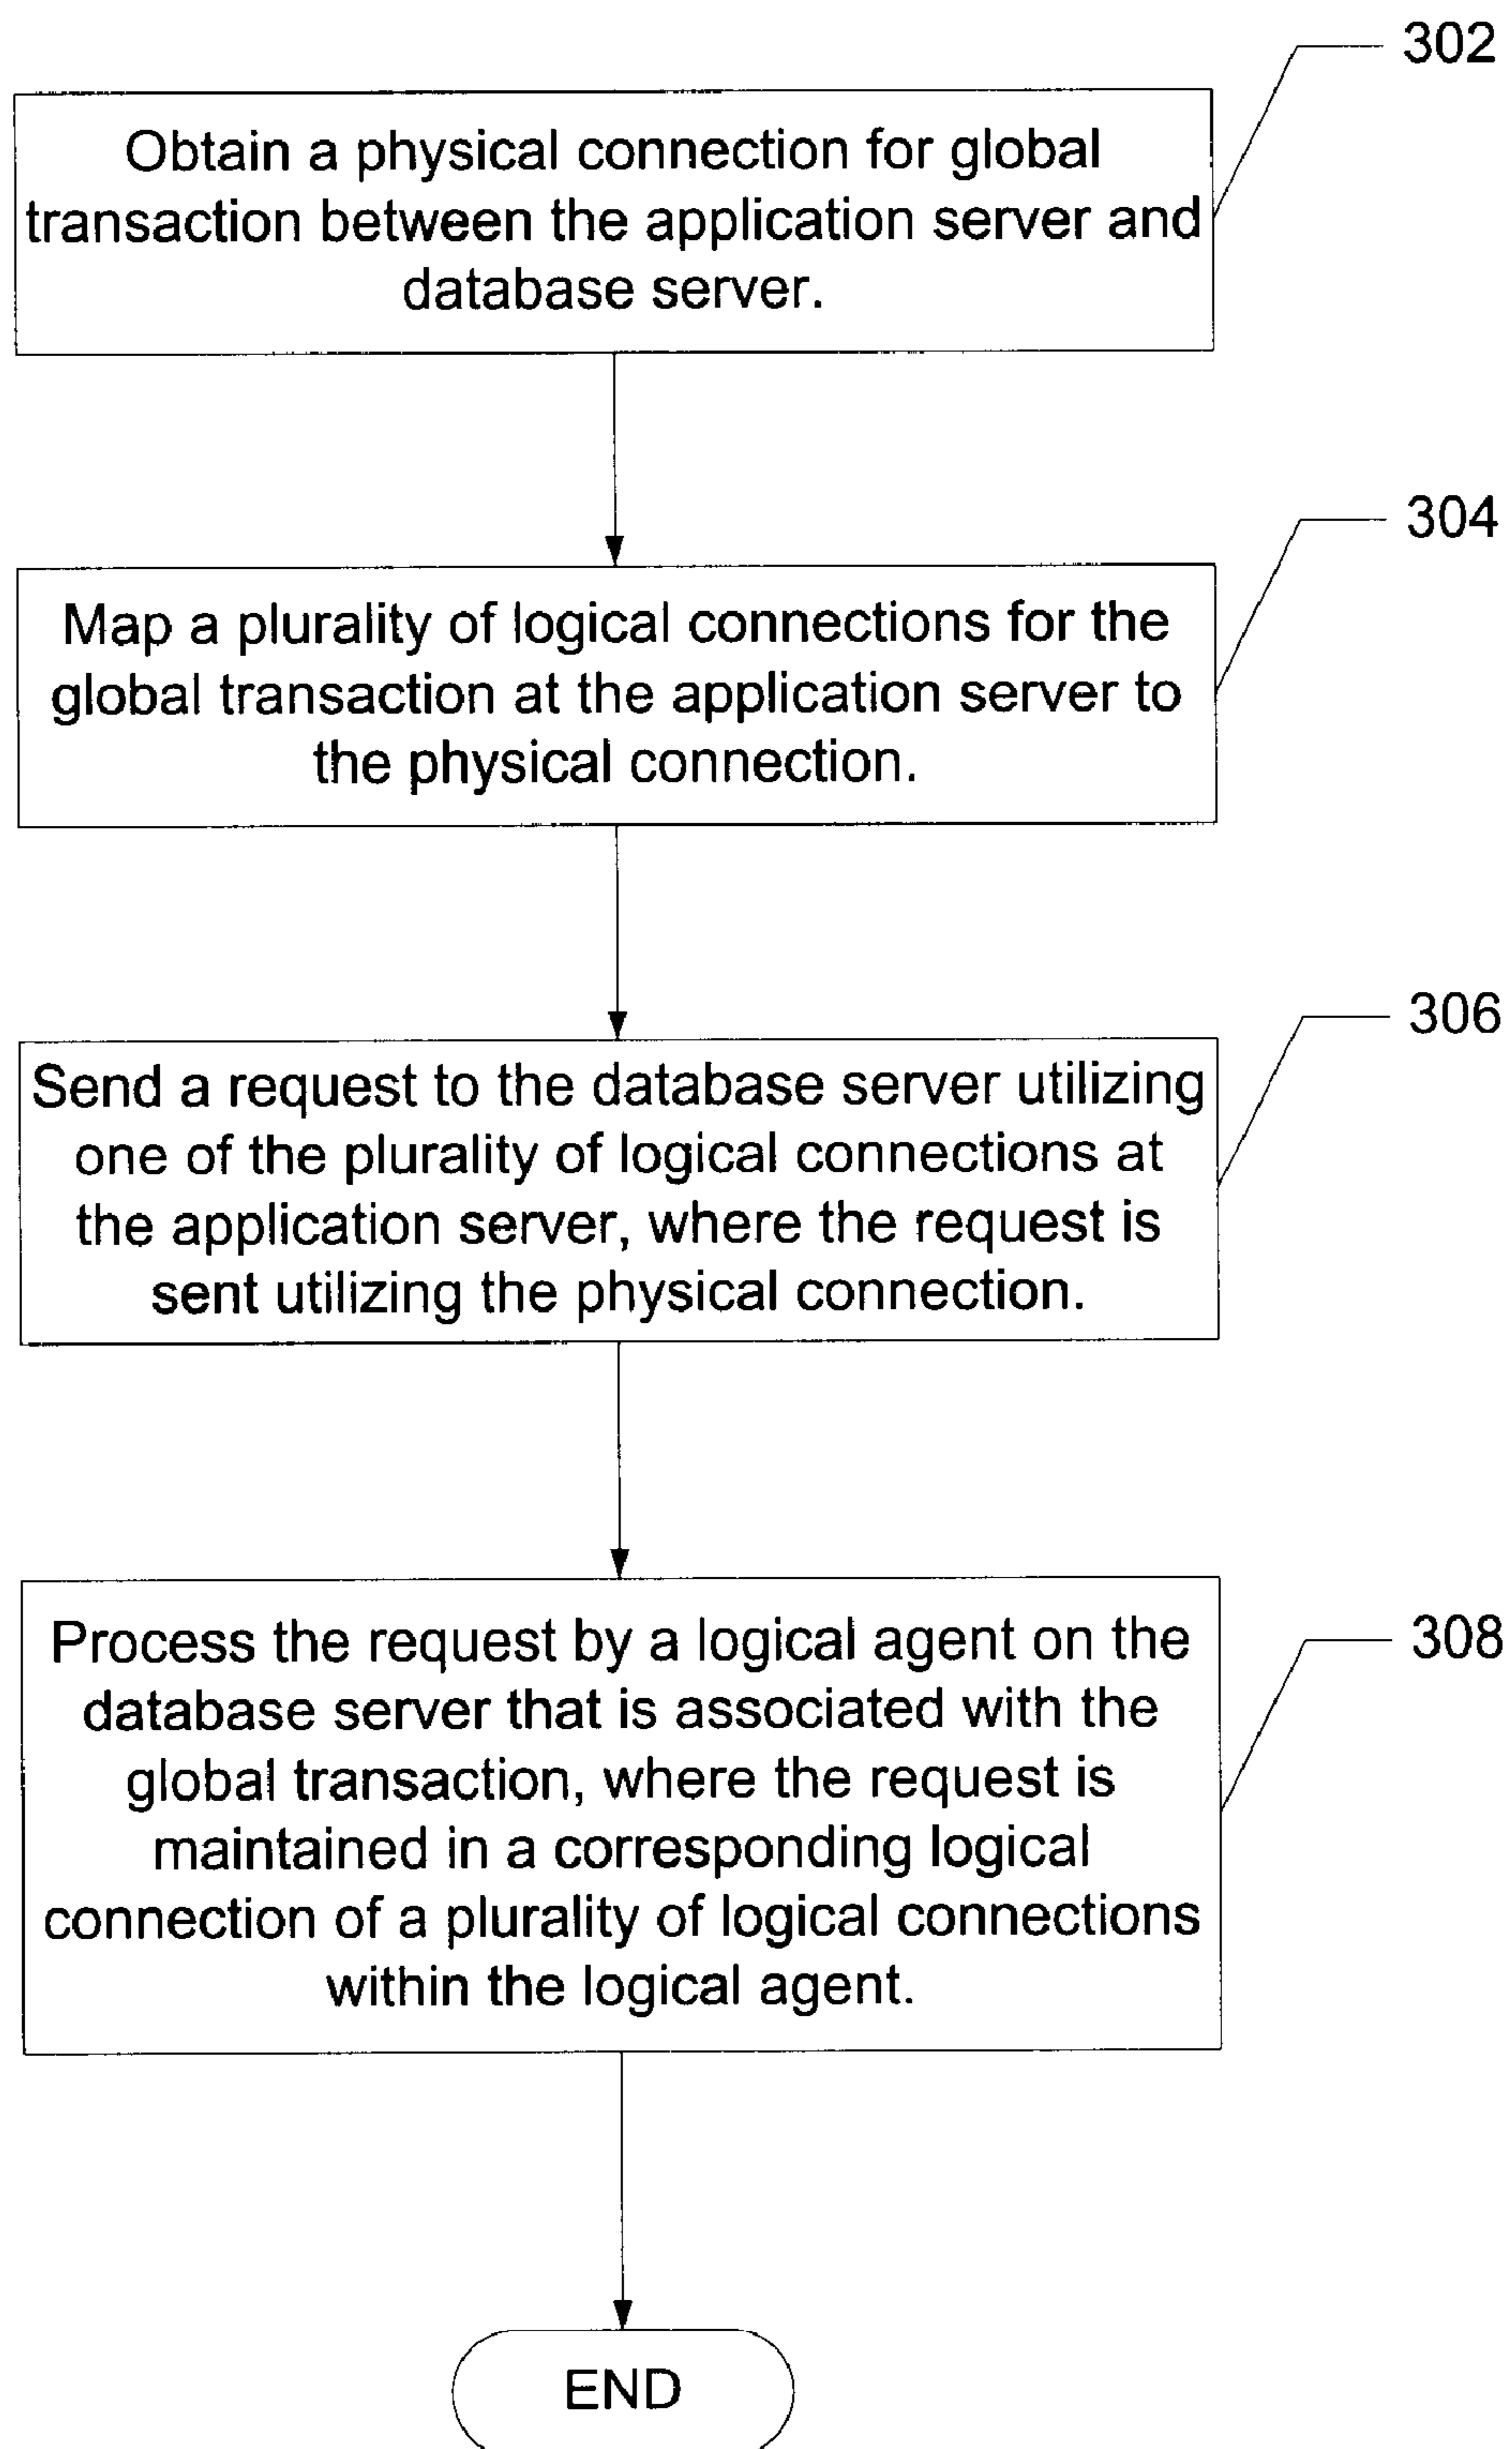 302
Obtain a physical connection for global
transaction between the application server and
database server.
304
Map a plurality of logical connections for the
global transaction at the application server to
the physical connection.
306
Send a request to the database server utilizing
one of the plurality of logical connections at
the application server, where the request is
sent utilizing the physical connection.
308
Process the request by a logical agent on the
database server that is associated with the
global transaction, where the request is
maintained in a corresponding logical
connection of a plurality of logical connections
within the logical agent.
END